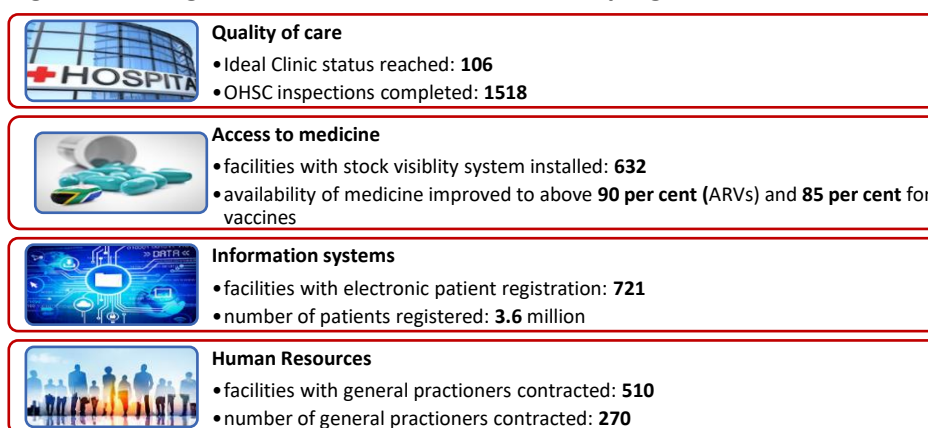 Quality of care
•Ideal Clinic status reached: 106
•OHSC inspections completed: 1518
HOSPITA
Access to medicine
•facilities with stock visiblity system installed: 632
•availability of medicine improved to above 90 per cent (ARVs) and 85 per cent for
vaccines
Information systems
DATA
•facilities with electronic patient registration: 721
•number of patients registered: 3.6 million
Human Resources
•facilities with general practioners contracted: 510
•number of general practioners contracted: 270